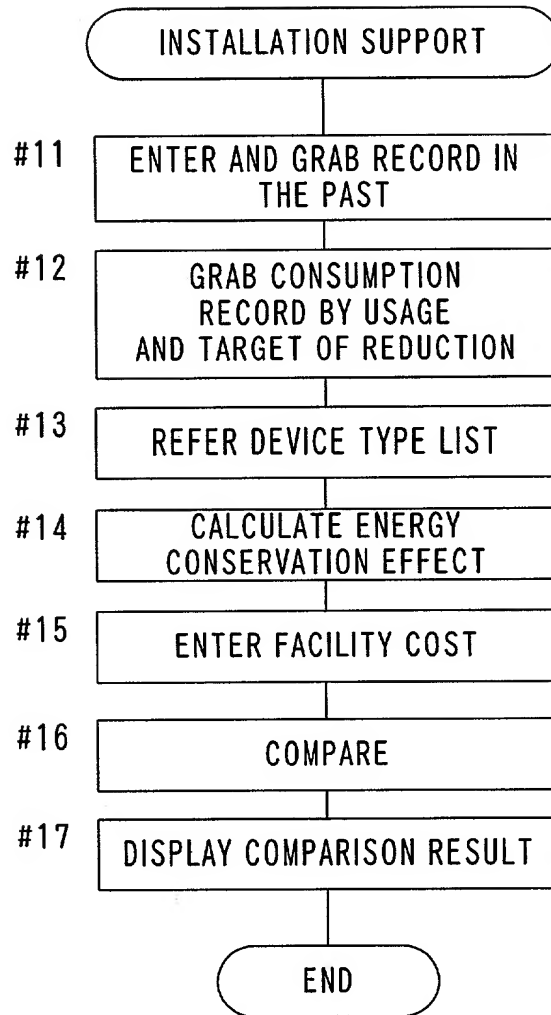 INSTALLATION SUPPORT
#11
ENTER AND GRAB RECORD IN
THE PAST
#12
GRAB CONSUMPTION
RECORD BY USAGE
AND TARGET OF REDUCTION
#13
REFER DEVICE TYPE LIST
#14
CALCULATE ENERGY
CONSERVATION EFFECT
#15
ENTER FACILITY COST
#16
COMPARE
#17
DISPLAY COMPARISON RESULT
END